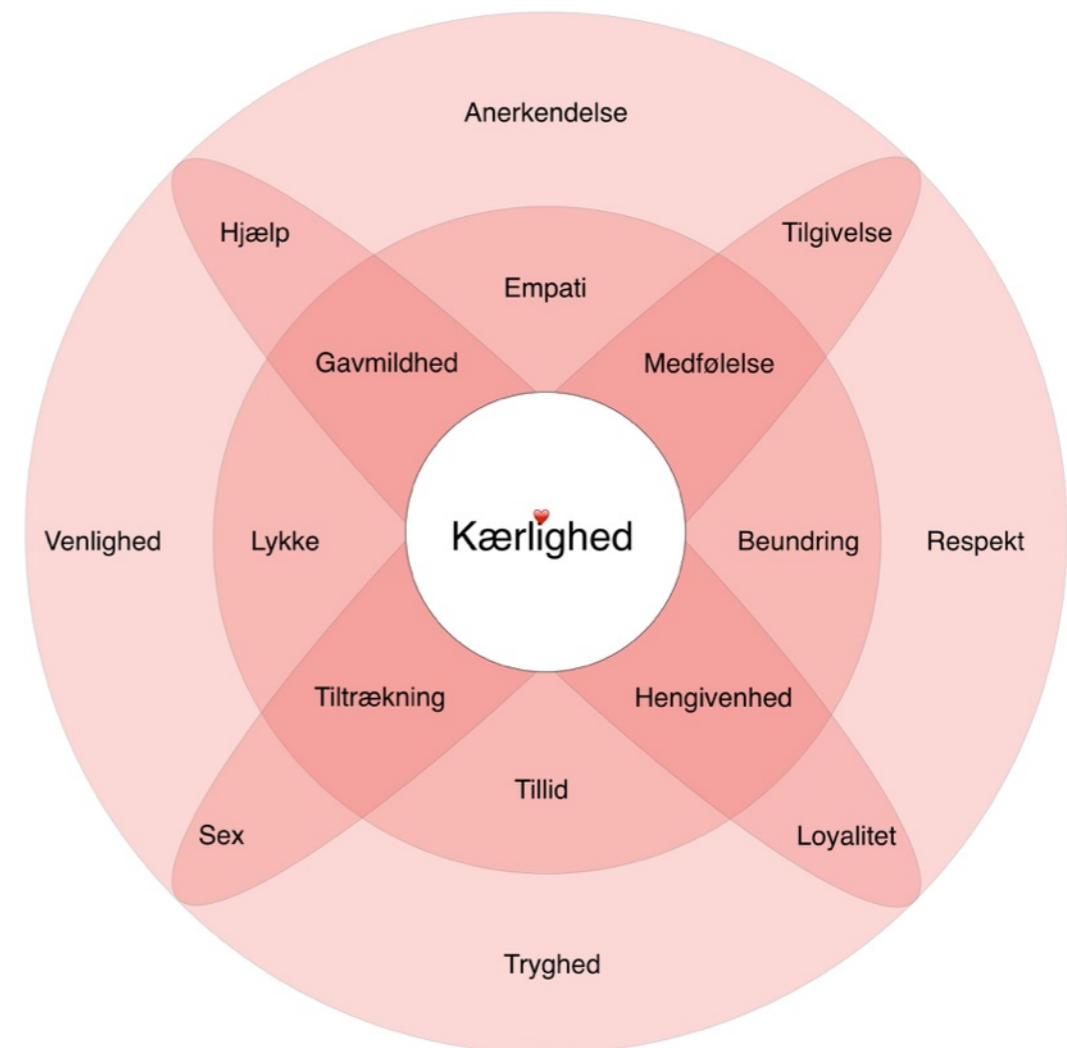 Anerkendelse
Hjælp
Tilgivelse
Empati
Gavmildhed
Medfølelse
Venlighed
Lykke
Kærlighed
Beundring
Respekt
Tiltrækning
Hengivenhed
Tillid
Sex
Loyalitet
Tryghed